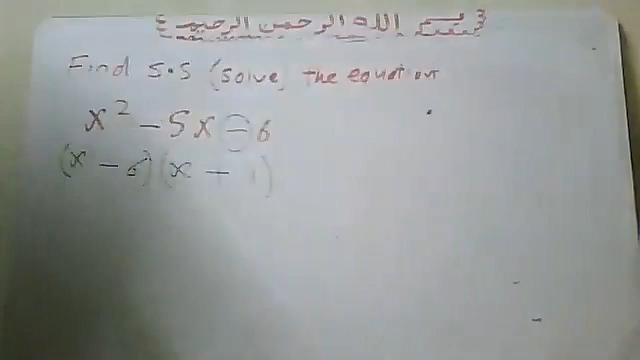 بسم الله الرحمن الرحيم
Find S.S (solve) the equation
x² - 5x = 6
(x - 6)(x - 1)